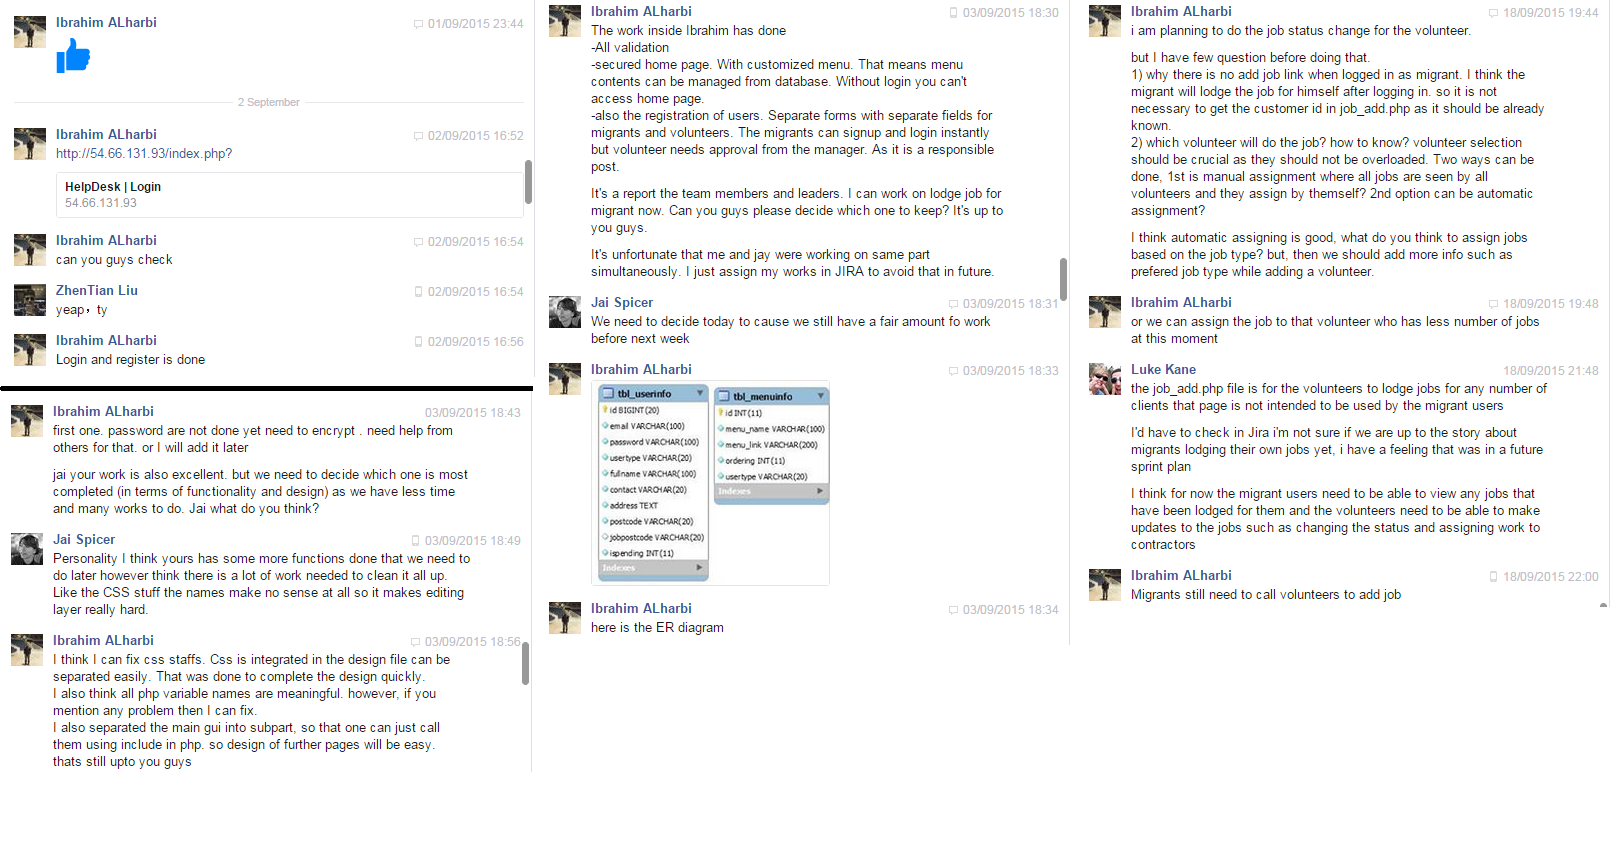 Ibrahim ALharbi
01/09/2015 23:44
2 September
Ibrahim ALharbi
02/09/2015 16:52
http://54.66.131.93/index.php?
HelpDesk | Login
54.66.131.93
Ibrahim ALharbi
02/09/2015 16:54
can you guys check
ZhenTian Liu
02/09/2015 16:54
yeap，ty
Ibrahim ALharbi
02/09/2015 16:56
Login and register is done
Ibrahim ALharbi
03/09/2015 18:43
first one. password are not done yet need to encrypt . need help from
others for that. or I will add it later
jai your work is also excellent. but we need to decide which one is most
completed (in terms of functionality and design) as we have less time
and many works to do. Jai what do you think?
Jai Spicer
03/09/2015 18:49
Personality I think yours has some more functions done that we need to
do later however think there is a lot of work needed to clean it all up.
Like the CSS stuff the names make no sense at all so it makes editing
layer really hard.
Ibrahim ALharbi
03/09/2015 18:56
I think I can fix css staffs. Css is integrated in the design file can be
separated easily. That was done to complete the design quickly.
I also think all php variable names are meaningful. however, if you
mention any problem then I can fix.
I also separated the main gui into subpart, so that one can just call
them using include in php. so design of further pages will be easy.
thats still upto you guys
Ibrahim ALharbi
03/09/2015 18:30
The work inside Ibrahim has done
-All validation
-secured home page. With customized menu. That means menu
contents can be managed from database. Without login you can't
access home page.
-also the registration of users. Separate forms with separate fields for
migrants and volunteers. The migrants can signup and login instantly
but volunteer needs approval from the manager. As it is a responsible
post.
It's a report the team members and leaders. I can work on lodge job for
migrant now. Can you guys please decide which one to keep? It's up to
you guys.
It's unfortunate that me and jay were working on same part
simultaneously. I just assign my works in JIRA to avoid that in future.
Jai Spicer
03/09/2015 18:31
We need to decide today to cause we still have a fair amount fo work
before next week
Ibrahim ALharbi
03/09/2015 18:33
tbl_userinfo
id BIGINT(20)
email VARCHAR(100)
password VARCHAR(100)
usertype VARCHAR(20)
fullname VARCHAR(100)
contact VARCHAR(20)
address TEXT
postcode VARCHAR(20)
jobpostcode VARCHAR(20)
ispending INT(11)
Indexes
tbl_menuinfo
id INT(11)
menu_name VARCHAR(100)
menu_link VARCHAR(200)
ordering INT(11)
usertype VARCHAR(20)
Indexes
Ibrahim ALharbi
03/09/2015 18:34
here is the ER diagram
Ibrahim ALharbi
18/09/2015 19:44
i am planning to do the job status change for the volunteer.
but I have few question before doing that.
1) why there is no add job link when logged in as migrant. I think the
migrant will lodge the job for himself after logging in. so it is not
necessary to get the customer id in job_add.php as it should be already
known.
2) which volunteer will do the job? how to know? volunteer selection
should be crucial as they should not be overloaded. Two ways can be
done, 1st is manual assignment where all jobs are seen by all
volunteers and they assign by themself? 2nd option can be automatic
assignment?
I think automatic assigning is good, what do you think to assign jobs
based on the job type? but, then we should add more info such as
prefered job type while adding a volunteer.
Ibrahim ALharbi
18/09/2015 19:48
or we can assign the job to that volunteer who has less number of jobs
at this moment
Luke Kane
18/09/2015 21:48
the job_add.php file is for the volunteers to lodge jobs for any number of
clients that page is not intended to be used by the migrant users
I'd have to check in Jira i'm not sure if we are up to the story about
migrants lodging their own jobs yet, i have a feeling that was in a future
sprint plan
I think for now the migrant users need to be able to view any jobs that
have been lodged for them and the volunteers need to be able to make
updates to the jobs such as changing the status and assigning work to
contractors
Ibrahim ALharbi
18/09/2015 22:00
Migrants still need to call volunteers to add job